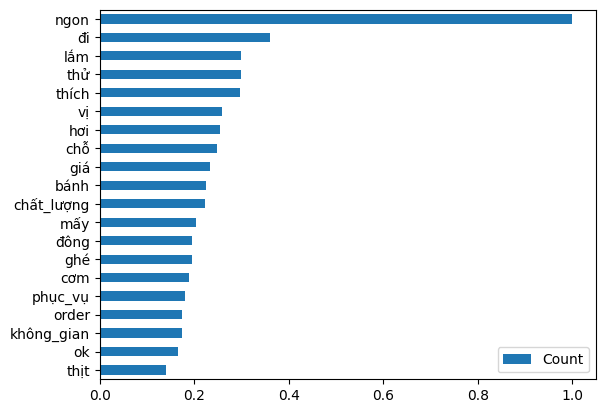 ngon
đi
lắm
thử
thích
vị
hơi
chỗ
giá
bánh
chất_lượng
mấy
đông
ghé
cơm
phục_vụ
order
không_gian
ok
thịt
Count
0.0 0.2 0.4 0.6 0.8 1.0